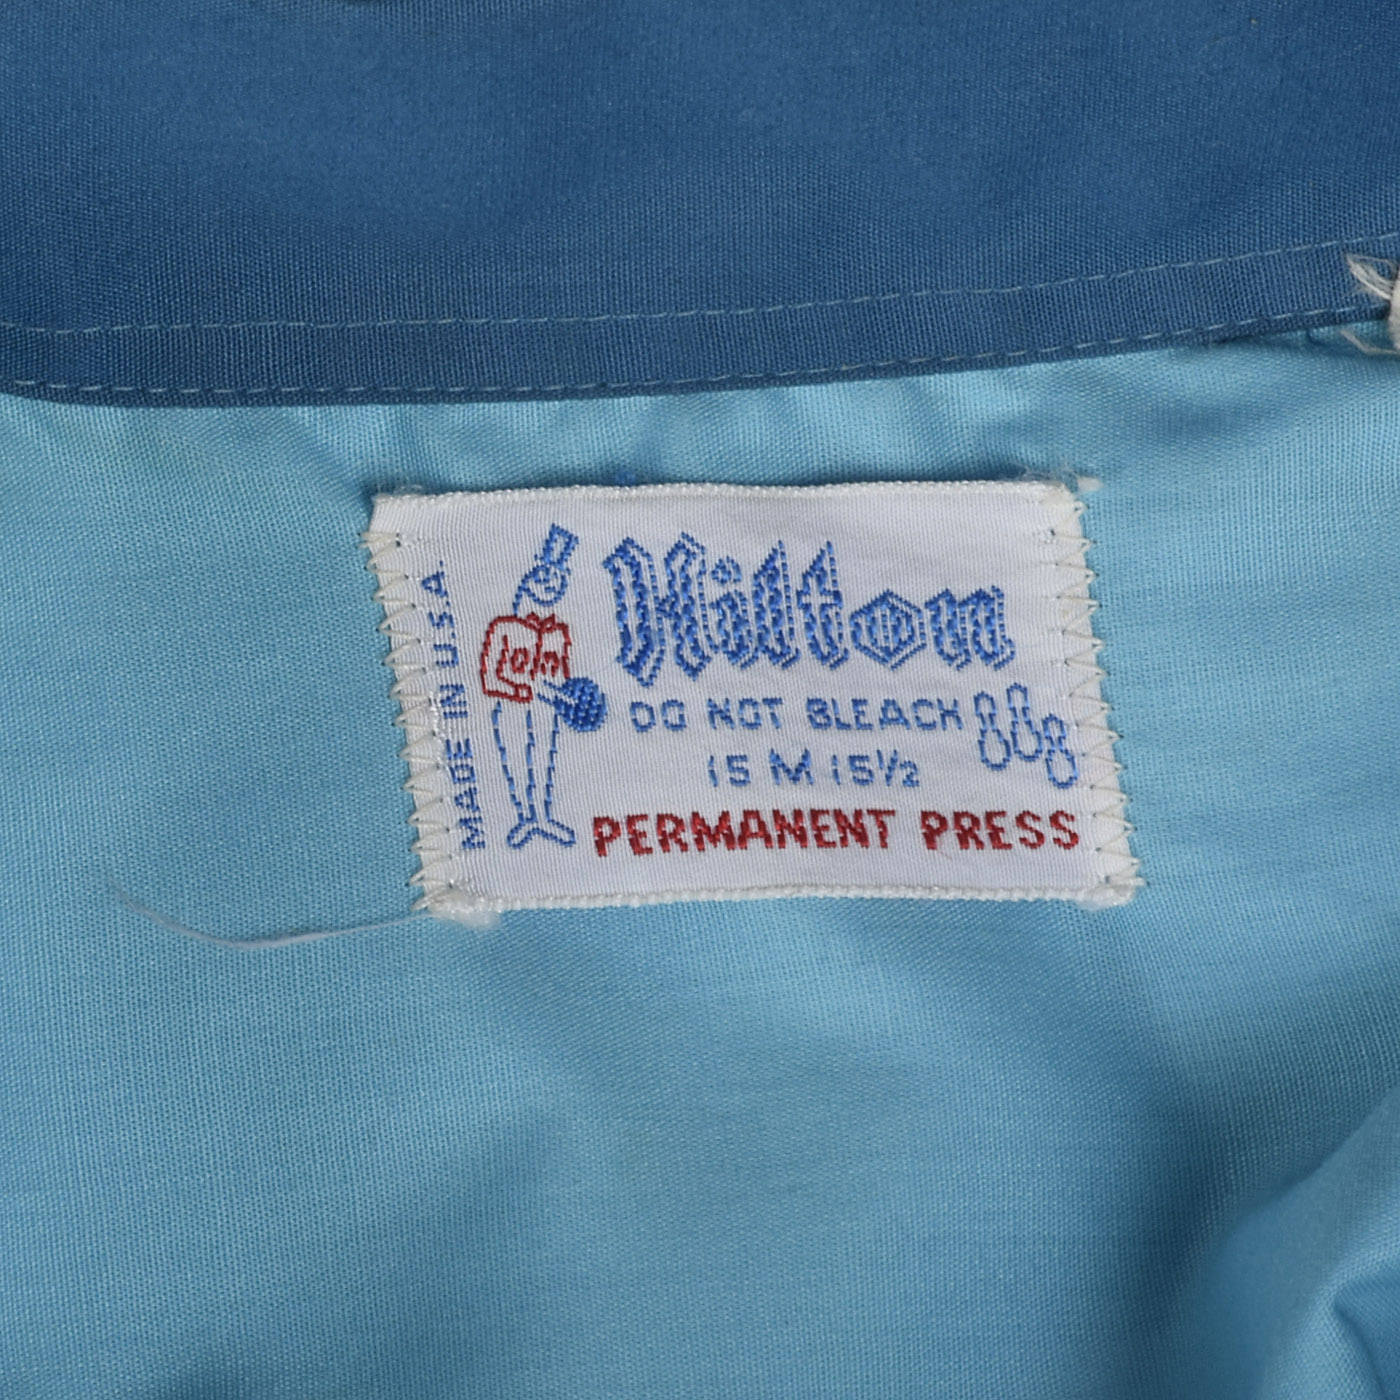 MADE IN U.S.A.
Hilton
DO NOT BLEACH
15 M 15½
PERMANENT PRESS